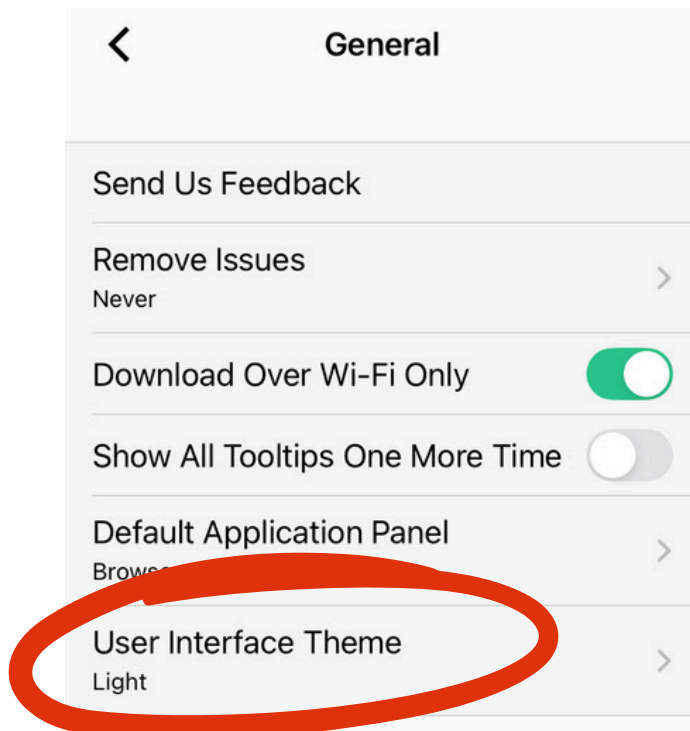 General
Send Us Feedback
Remove Issues
Never
Download Over Wi-Fi Only
Show All Tooltips One More Time
Default Application Panel
User Interface Theme
Light